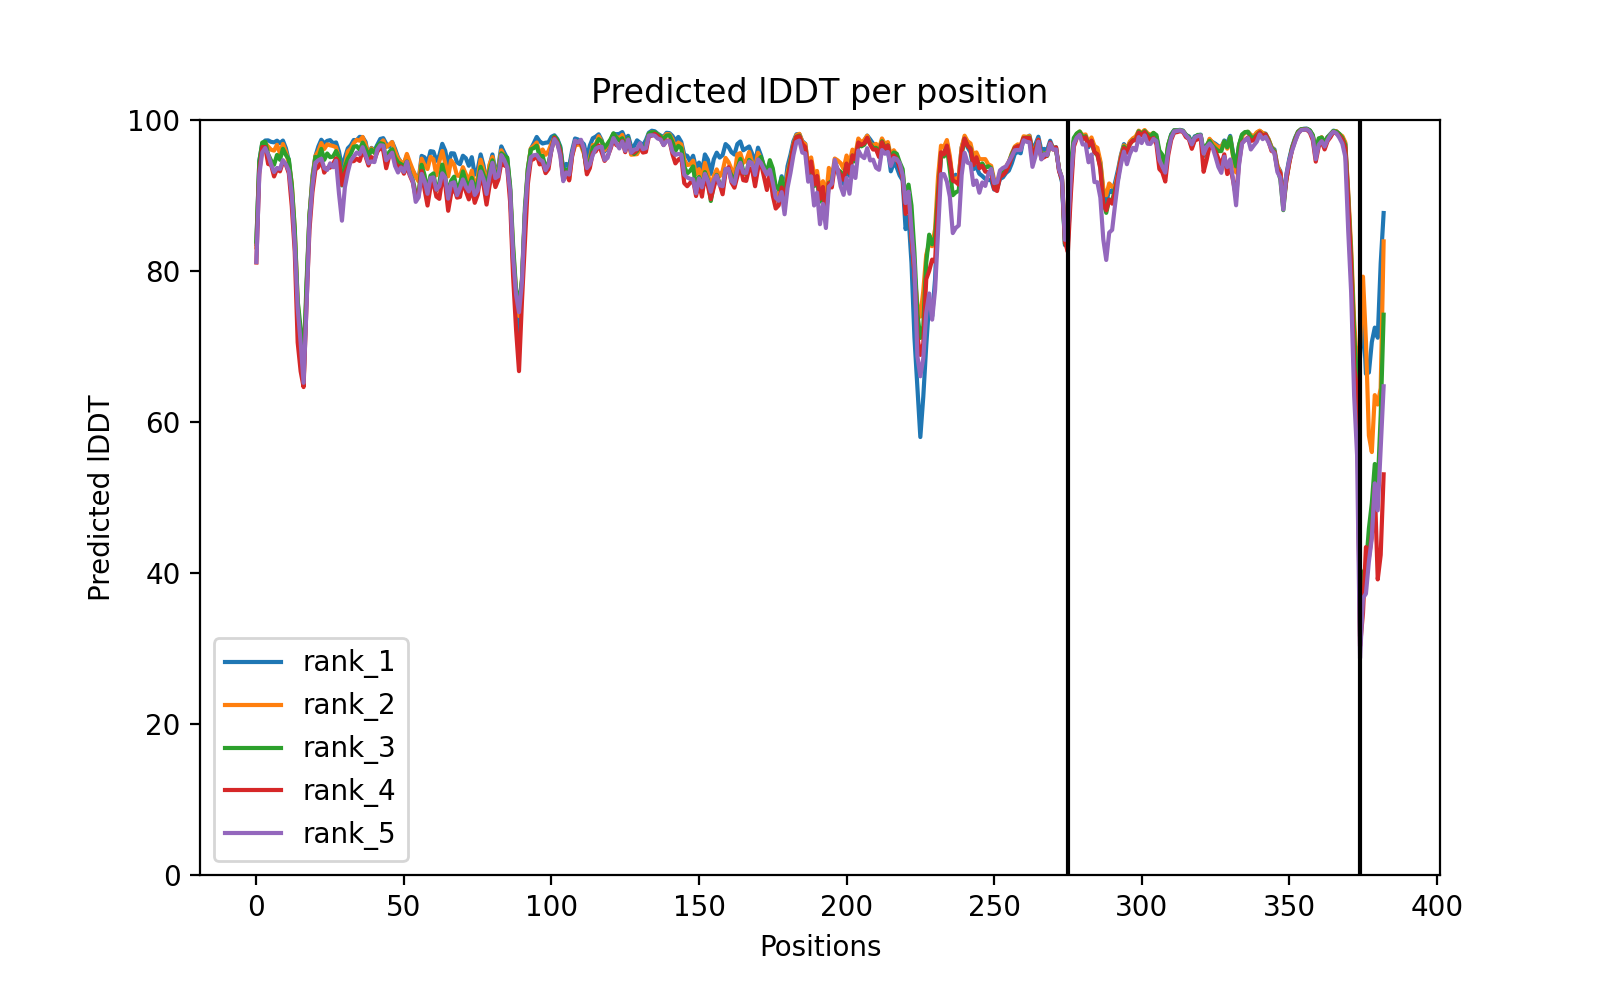 Predicted lDDT per position
100
80
60
40
20
0
Predicted lDDT
rank_1
rank_2
rank_3
rank_4
rank_5
0 50 100 150 200 250 300 350 400
Positions